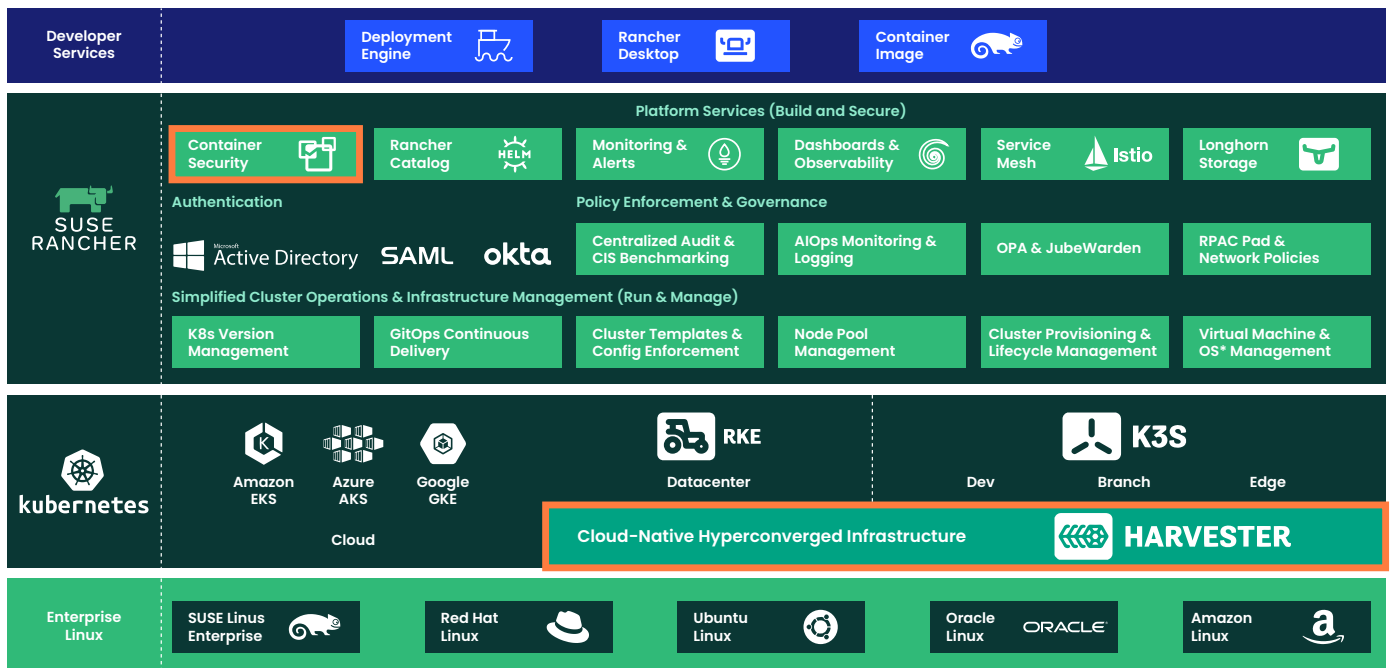 Developer
Services
Deployment
Engine
Rancher
Desktop
Container
Image
SUSE
RANCHER
Platform Services (Build and Secure)
Container
Security
Rancher
Catalog
HELM
Monitoring &
Alerts
Dashboards &
Observability
Service
Mesh
Istio
Longhorn
Storage
Authentication
Microsoft
Active Directory
SAML
okta
Policy Enforcement & Governance
Centralized Audit &
CIS Benchmarking
AIOps Monitoring &
Logging
OPA & JubeWarden
RPAC Pad &
Network Policies
Simplified Cluster Operations & Infrastructure Management (Run & Manage)
K8s Version
Management
GitOps Continuous
Delivery
Cluster Templates &
Config Enforcement
Node Pool
Management
Cluster Provisioning &
Lifecycle Management
Virtual Machine &
OS* Management
kubernetes
K
Amazon
EKS
Azure
AKS
Google
GKE
Cloud
RKE
Datacenter
K3S
Dev
Branch
Edge
Cloud-Native Hyperconverged Infrastructure
HARVESTER
Enterprise
Linux
SUSE Linus
Enterprise
Red Hat
Linux
Ubuntu
Linux
Oracle
Linux
ORACLE
Amazon
Linux
a